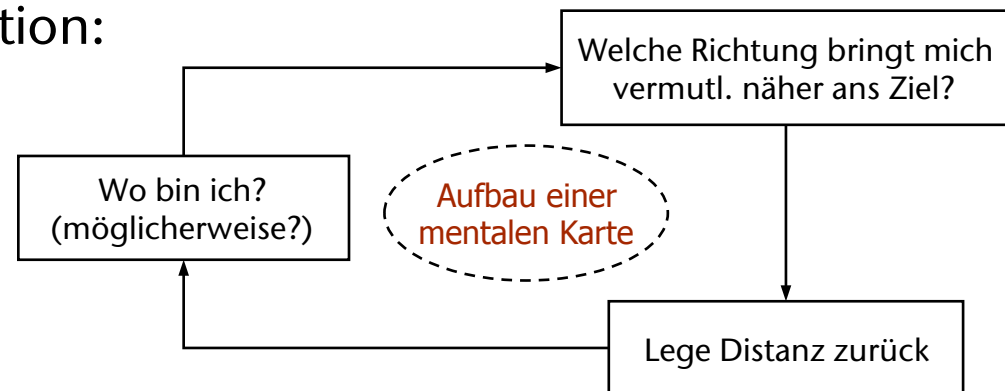 tion:
Welche Richtung bringt mich
vermutl. näher ans Ziel?
Wo bin ich?
(möglicherweise?)
Aufbau einer
mentalen Karte
Lege Distanz zurück